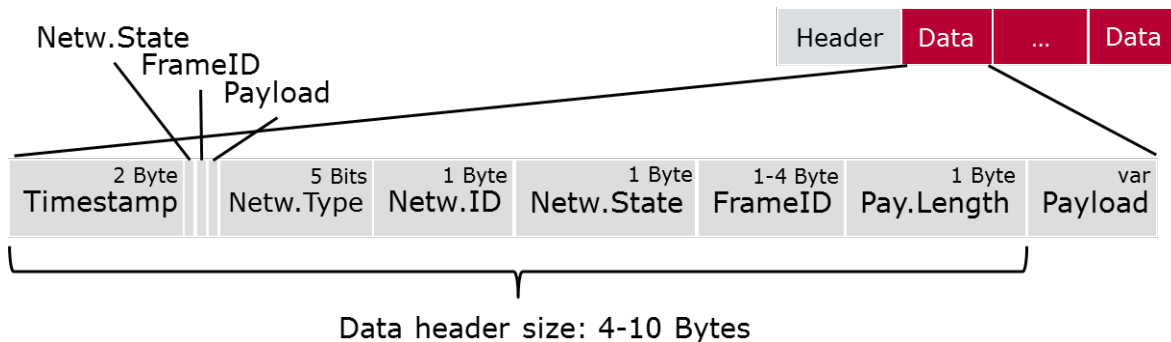 Netw.State
FrameID
Payload
Header Data ... Data
2 Byte 5 Bits 1 Byte 1 Byte 1-4 Byte 1 Byte var
Timestamp Netw.Type Netw.ID Netw.State FrameID Pay.Length Payload
Data header size: 4-10 Bytes